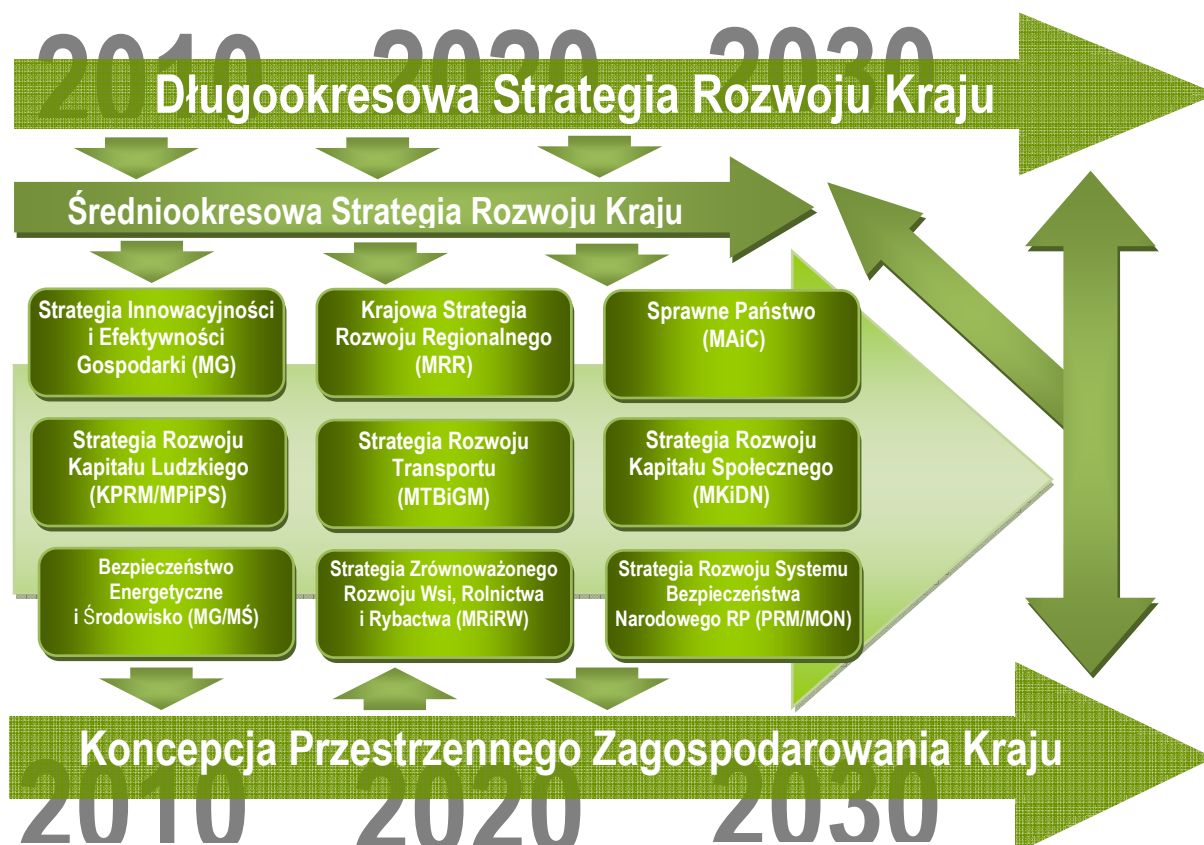 2010 2020 2030
Długookresowa Strategia Rozwoju Kraju
Średniookresowa Strategia Rozwoju Kraju
Strategia Innowacyjności
i Efektywności
Gospodarki (MG)
Krajowa Strategia
Rozwoju Regionalnego
(MRR)
Sprawne Państwo
(MAiC)
Strategia Rozwoju
Kapitału Ludzkiego
(KPRM/MPiPS)
Strategia Rozwoju
Transportu
(MTBiGM)
Strategia Rozwoju
Kapitału Społecznego
(MKiDN)
Bezpieczeństwo
Energetyczne
i Środowisko (MG/MŚ)
Strategia Zrównoważonego
Rozwoju Wsi, Rolnictwa
i Rybactwa (MRiRW)
Strategia Rozwoju Systemu
Bezpieczeństwa
Narodowego RP (PRM/MON)
Koncepcja Przestrzennego Zagospodarowania Kraju
2010 2020 2030